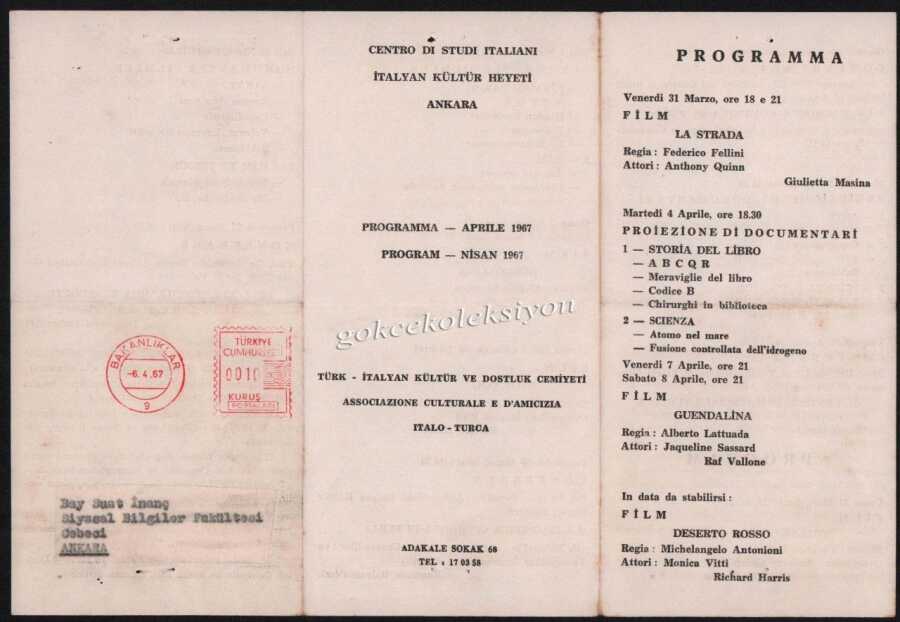 BAKANLIKLAR
-6.4.67
9
TÜRKİYE
CUMHURİYETİ
0010
KURUŞ
POSTALARI
Bay Suat İnanç
Siyasal Bilgiler Fakültesi
Cebeci
ANKARA
CENTRO DI STUDI ITALIANI
İTALYAN KÜLTÜR HEYETİ
ANKARA
PROGRAMMA — APRILE 1967
PROGRAM — NİSAN 1967
gokcekoleksiyon
TÜRK - İTALYAN KÜLTÜR VE DOSTLUK CEMİYETİ
ASSOCIAZIONE CULTURALE E D'AMICIZIA
ITALO - TURCA
ADAKALE SOKAK 68
TEL : 17 03 58
PROGRAMMA
Venerdi 31 Marzo, ore 18 e 21
FİLM
LA STRADA
Regia : Federico Fellini
Attori : Anthony Quinn
Giulietta Masina
Martedi 4 Aprile, ore 18.30
PROİEZİONE Dİ DOCUMENTARİ
1 — STORİA DEL LİBRO
— A B C Q R
— Meraviglie del libro
— Codice B
— Chirurghi in biblioteca
2 — SCIENZA
— Atomo nel mare
— Fusione controllata dell'idrogeno
Venerdi 7 Aprile, ore 21
Sabato 8 Aprile, ore 21
FİLM
GUENDALİNA
Regia : Alberto Lattuada
Attori : Jaqueline Sassard
Raf Vallone
In data da stabilirsi :
FİLM
DESERTO ROSSO
Regia : Michelangelo Antonioni
Attori : Monica Vitti
Richard Harris